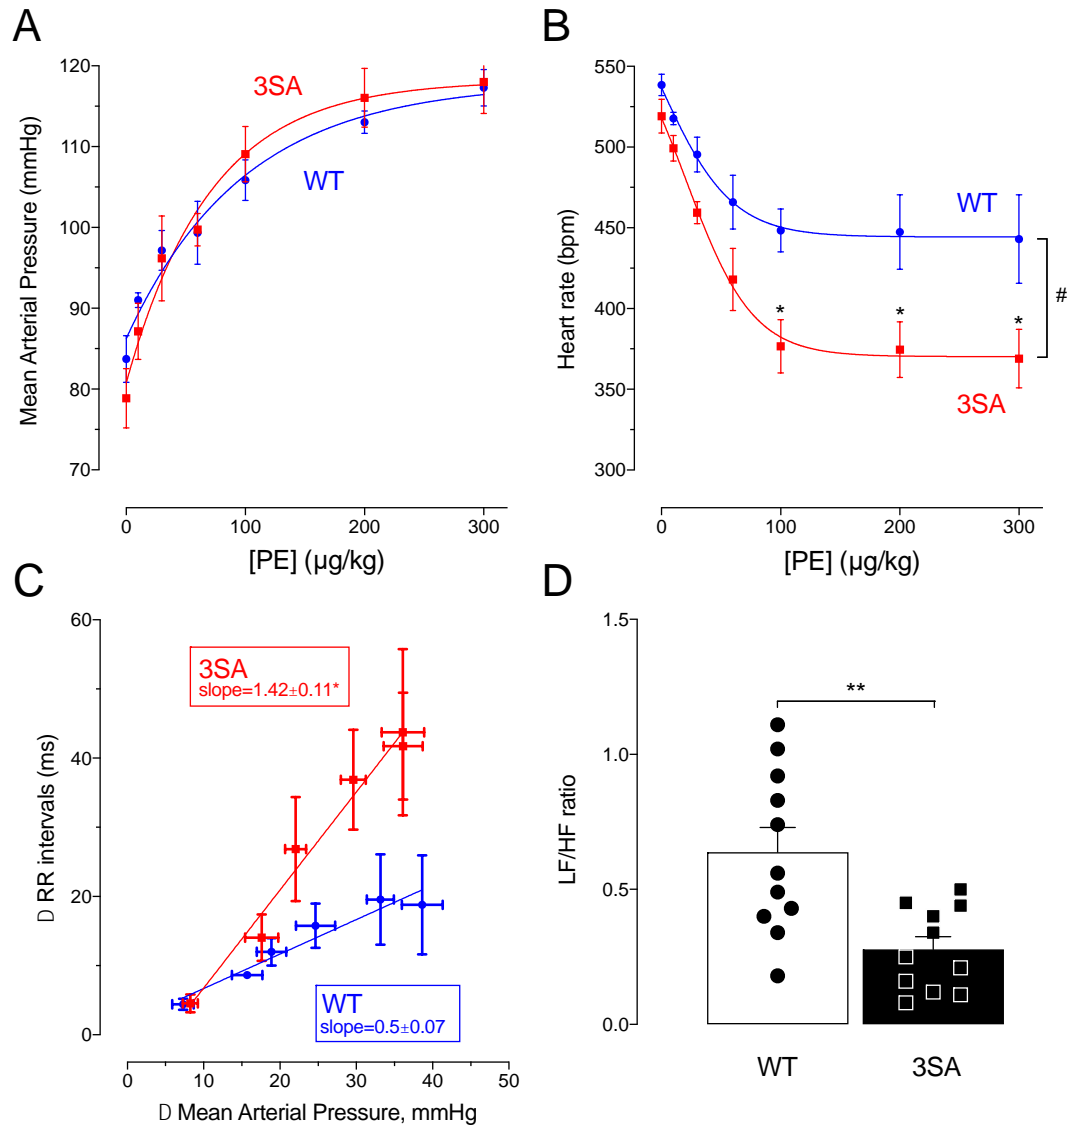 A
120
110
100
90
80
70
Mean Arterial Pressure (mmHg)
3SA
WT
0
100
200
300
[PE] (µg/kg)
B
550
500
450
400
350
300
Heart rate (bpm)
WT
*
*
*
#
3SA
0
100
200
300
[PE] (µg/kg)
C
60
40
20
0
D RR intervals (ms)
3SA
slope=1.42±0.11*
WT
slope=0.5±0.07
0
10
20
30
40
50
D Mean Arterial Pressure, mmHg
D
1.5
1.0
0.5
0.0
LF/HF ratio
**
WT
3SA